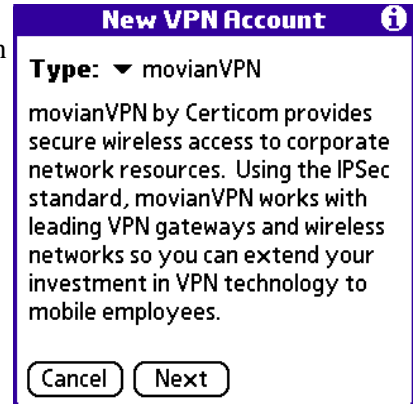 New VPN Account
Type: movianVPN
movianVPN by Certicom provides
secure wireless access to corporate
network resources. Using the IPSec
standard, movianVPN works with
leading VPN gateways and wireless
networks so you can extend your
investment in VPN technology to
mobile employees.
Cancel Next